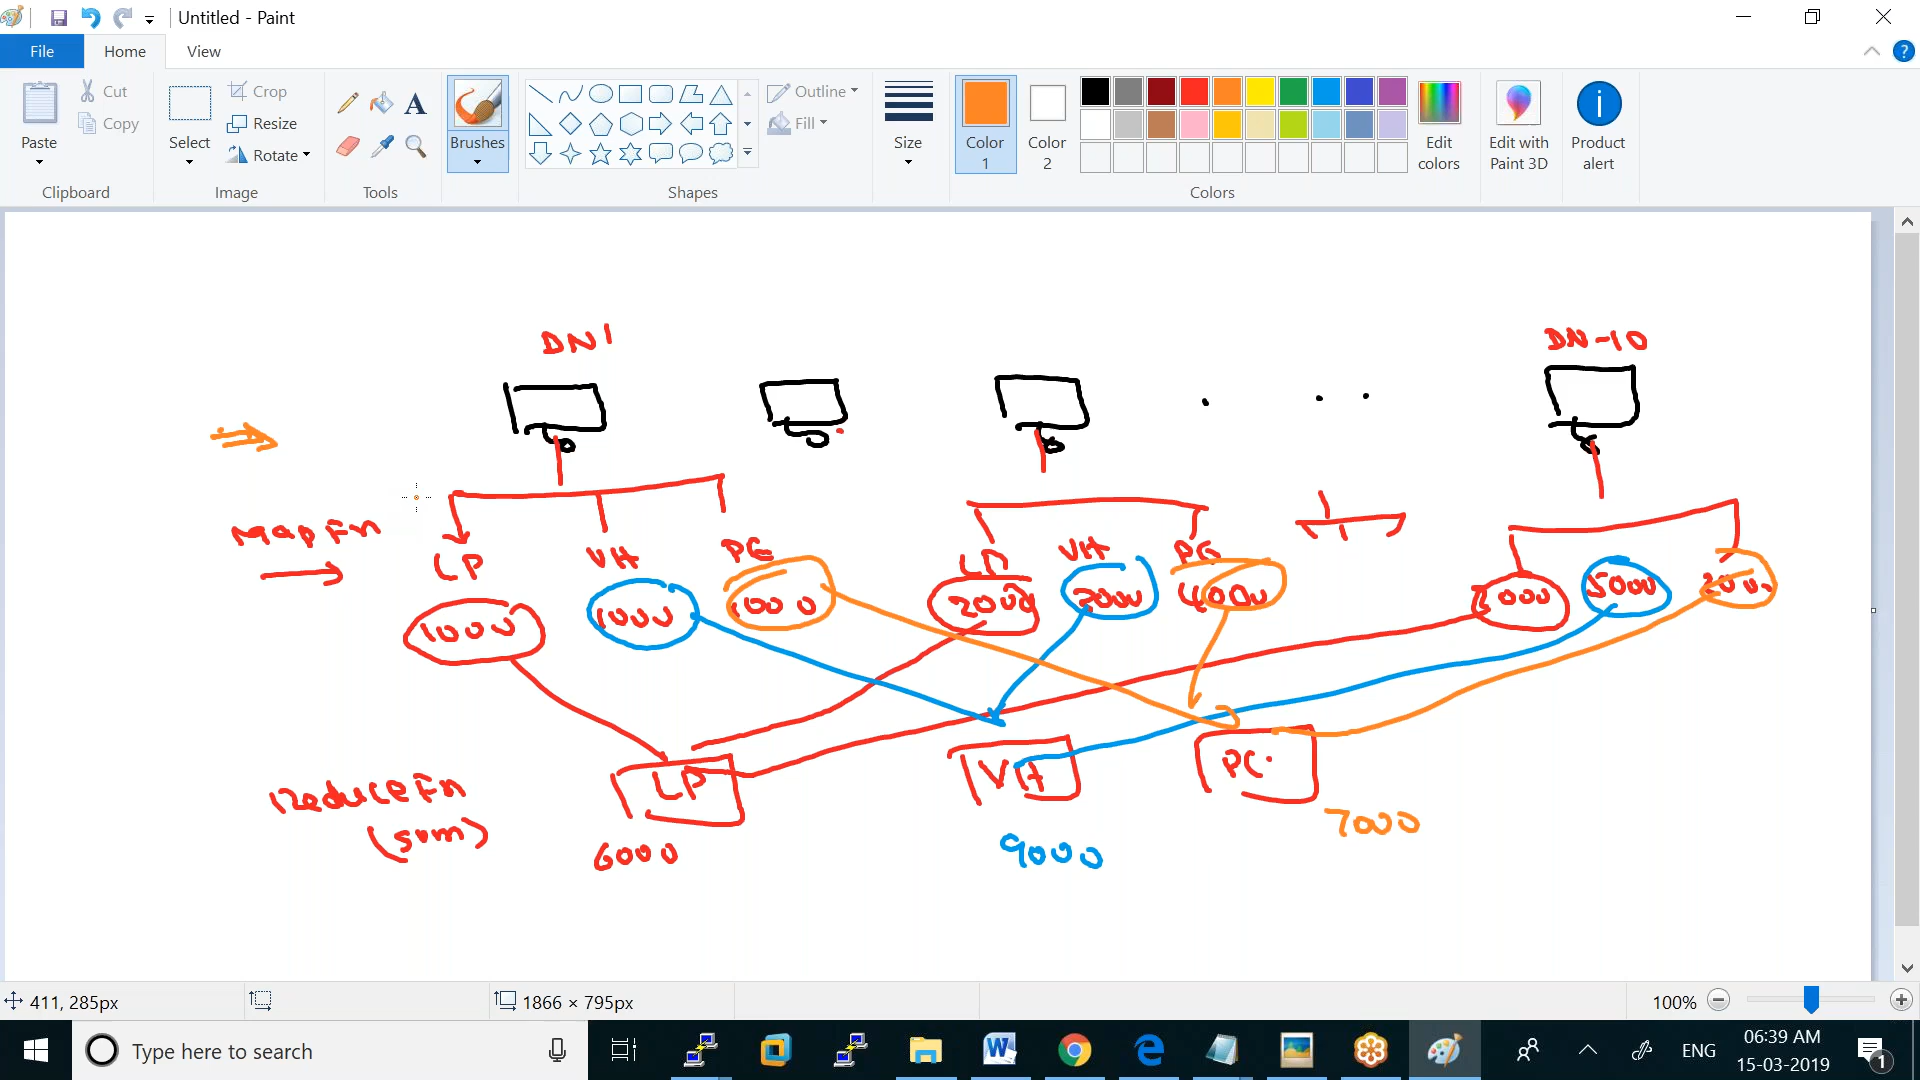 Untitled - Paint
File Home View
Paste
Cut
Copy
Clipboard
Select
Crop
Resize
Rotate
Image
Tools
Brushes
Shapes
Outline
Fill
Size
Color 1
Color 2
Colors
Edit colors
Edit with Paint 3D
Product alert
DN1
DN-10
Map Fn
LP VH PG
1000 1000 1000
LP VH PG
2000 3000 4000
3000 5000 2000
Reduce Fn
(sum)
LP VH PG
6000 9000 7000
411, 285px
1866 × 795px
100%
Type here to search
ENG
06:39 AM
15-03-2019
1